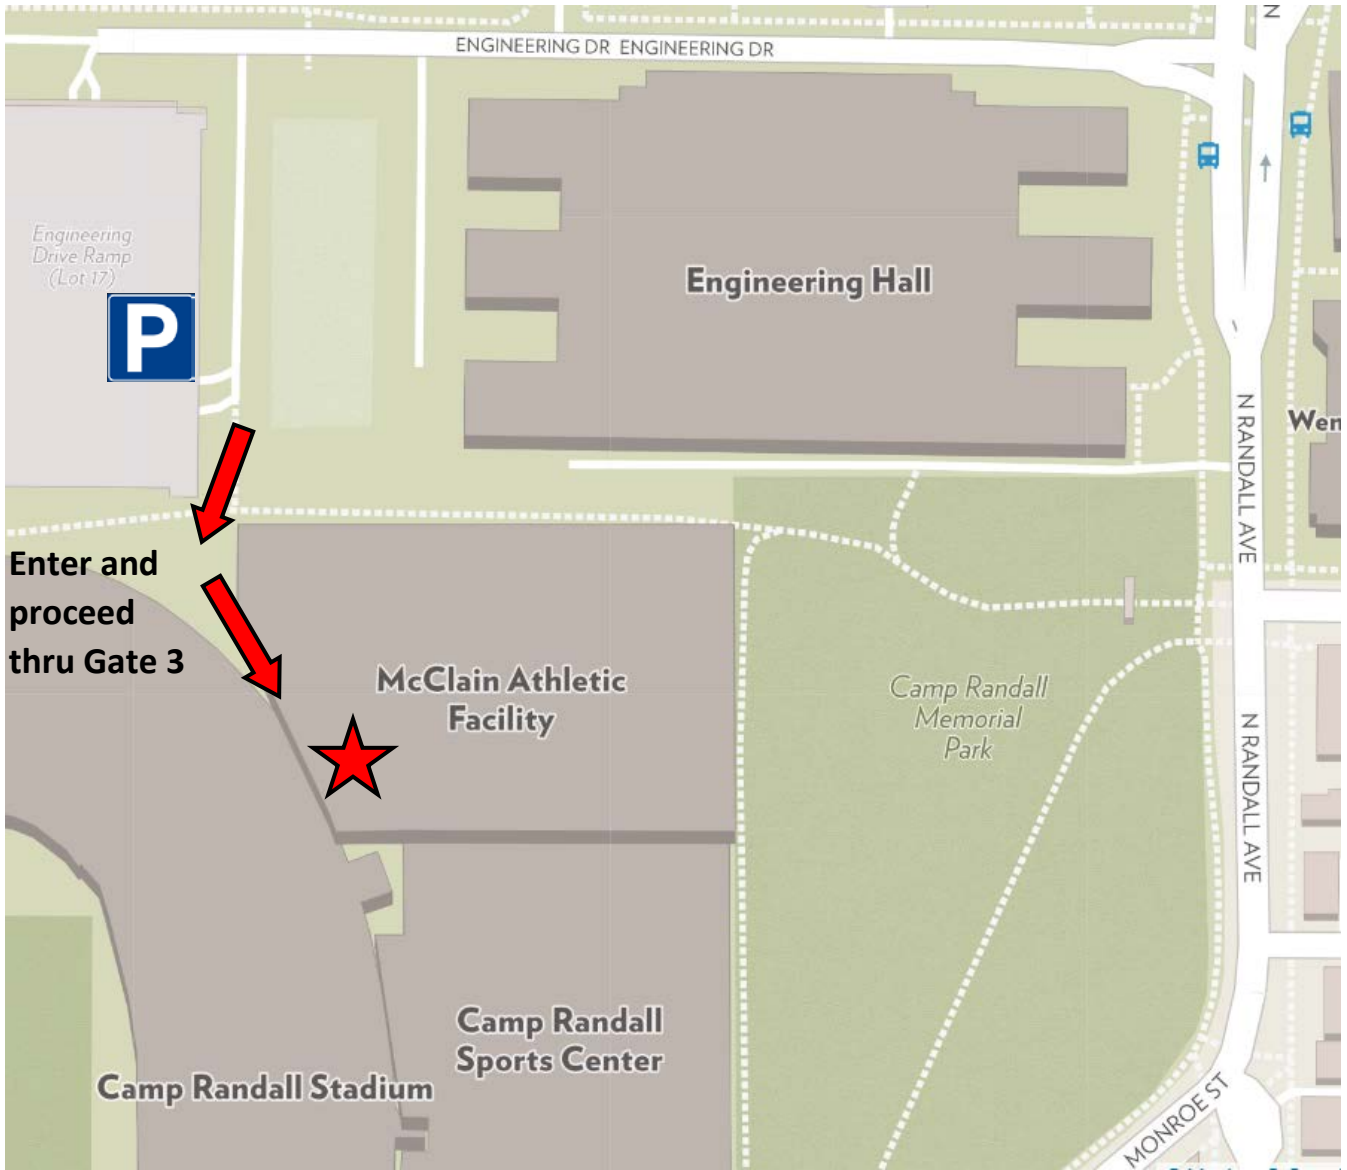 N
ENGINEERING DR ENGINEERING DR
Engineering
Drive Ramp
(Lot 17)
P
Engineering Hall
N RANDALL AVE
Wen
Enter and
proceed
thru Gate 3
McClain Athletic
Facility
Camp Randall
Memorial
Park
N RANDALL AVE
Camp Randall
Sports Center
Camp Randall Stadium
MONROE ST